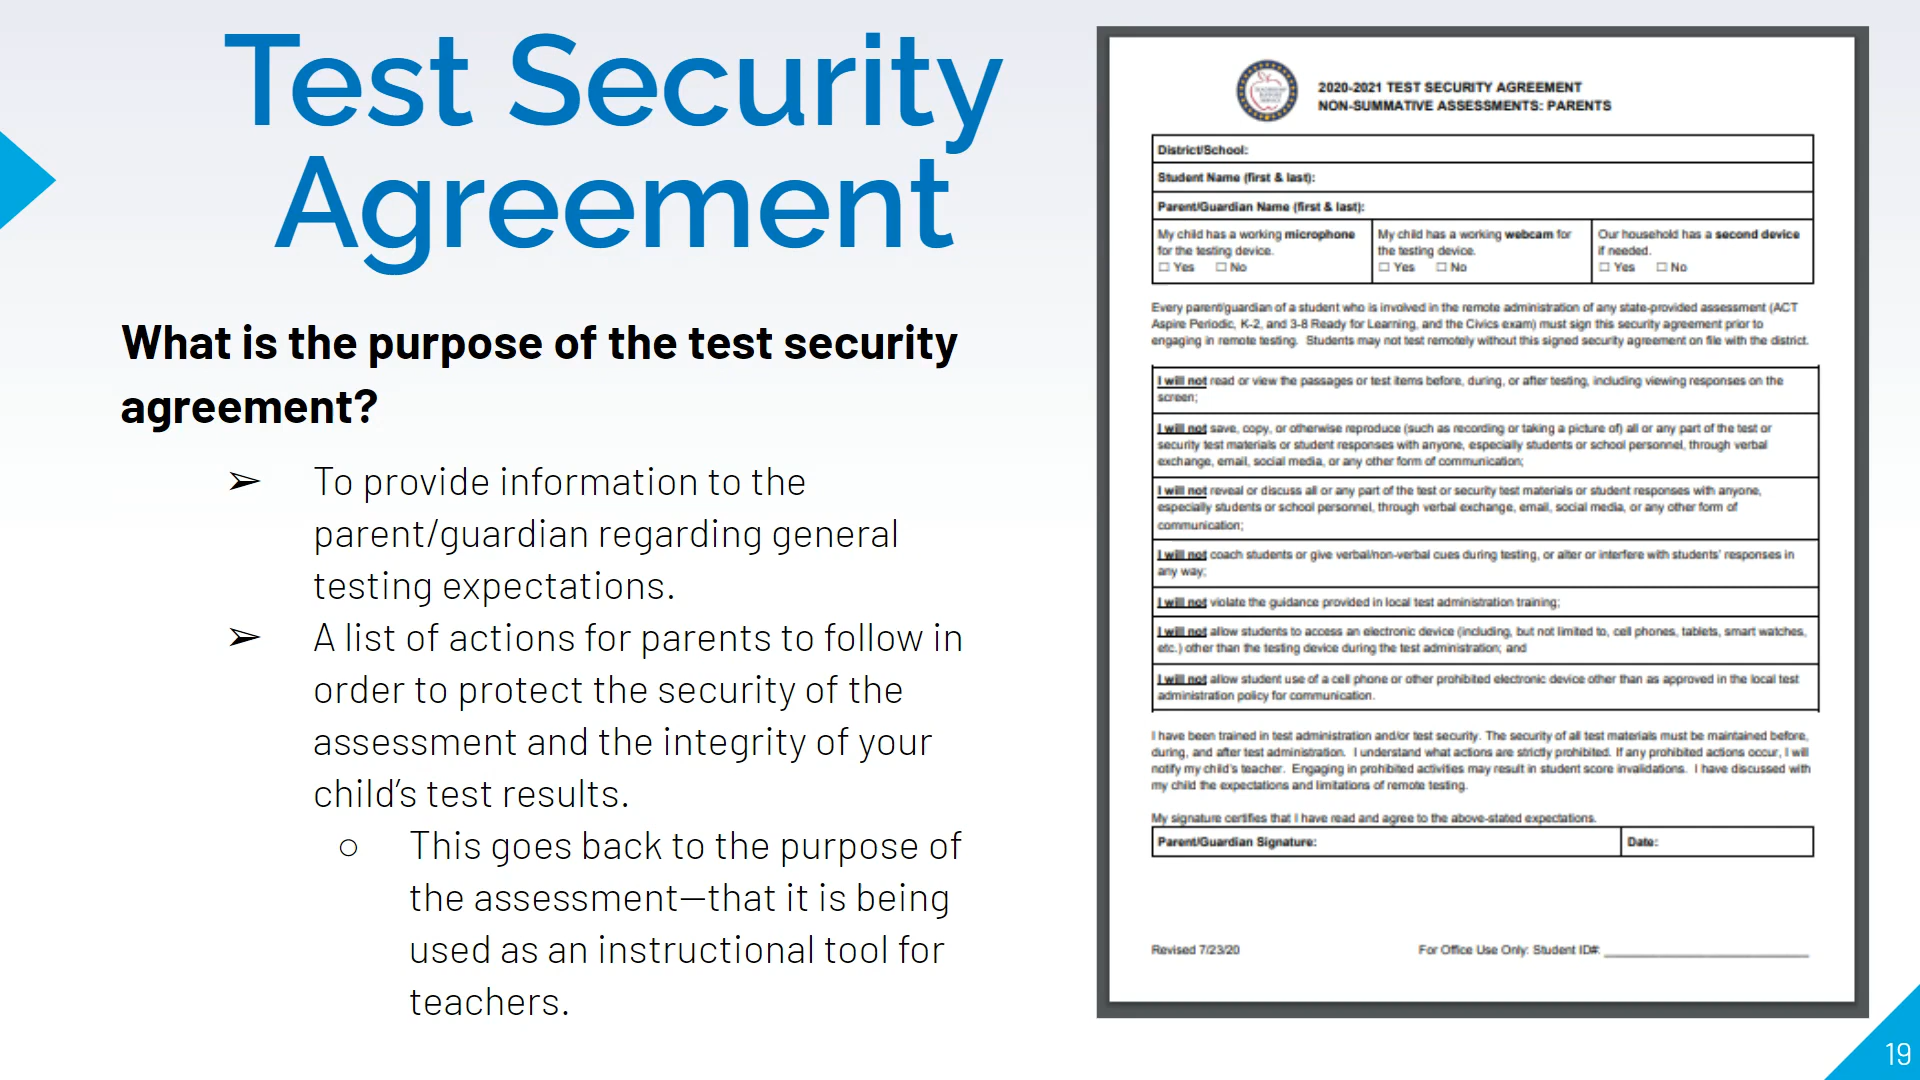 Test Security
Agreement
What is the purpose of the test security
agreement?
➢ To provide information to the
parent/guardian regarding general
testing expectations.
➢ A list of actions for parents to follow in
order to protect the security of the
assessment and the integrity of your
child’s test results.
○ This goes back to the purpose of
the assessment—that it is being
used as an instructional tool for
teachers.
2020-2021 TEST SECURITY AGREEMENT
NON-SUMMATIVE ASSESSMENTS: PARENTS
District/School:
Student Name (first & last):
Parent/Guardian Name (first & last):
My child has a working microphone
for the testing device.
☐ Yes ☐ No
My child has a working webcam for
the testing device.
☐ Yes ☐ No
Our household has a second device
if needed.
☐ Yes ☐ No
Every parent/guardian of a student who is involved in the remote administration of any state-provided assessment (ACT
Aspire Periodic, K-2, and 3-8 Ready for Learning, and the Civics exam) must sign this security agreement prior to
engaging in remote testing. Students may not test remotely without this signed security agreement on file with the district.
I will not read or view the passages or test items before, during, or after testing, including viewing responses on the
screen;
I will not save, copy, or otherwise reproduce (such as recording or taking a picture of) all or any part of the test or
security test materials or student responses with anyone, especially students or school personnel, through verbal
exchange, email, social media, or any other form of communication;
I will not reveal or discuss all or any part of the test or security test materials or student responses with anyone,
especially students or school personnel, through verbal exchange, email, social media, or any other form of
communication;
I will not coach students or give verbal/non-verbal cues during testing, or alter or interfere with students’ responses in
any way;
I will not violate the guidance provided in local test administration training;
I will not allow students to access an electronic device (including, but not limited to, cell phones, tablets, smart watches,
etc.) other than the testing device during the test administration; and
I will not allow student use of a cell phone or other prohibited electronic device other than as approved in the local test
administration policy for communication.
I have been trained in test administration and/or test security. The security of all test materials must be maintained before,
during, and after test administration. I understand what actions are strictly prohibited. If any prohibited actions occur, I will
notify my child’s teacher. Engaging in prohibited activities may result in student score invalidations. I have discussed with
my child the expectations and limitations of remote testing.
My signature certifies that I have read and agree to the above-stated expectations.
Parent/Guardian Signature:
Date:
Revised 7/23/20
For Office Use Only: Student ID#:
19